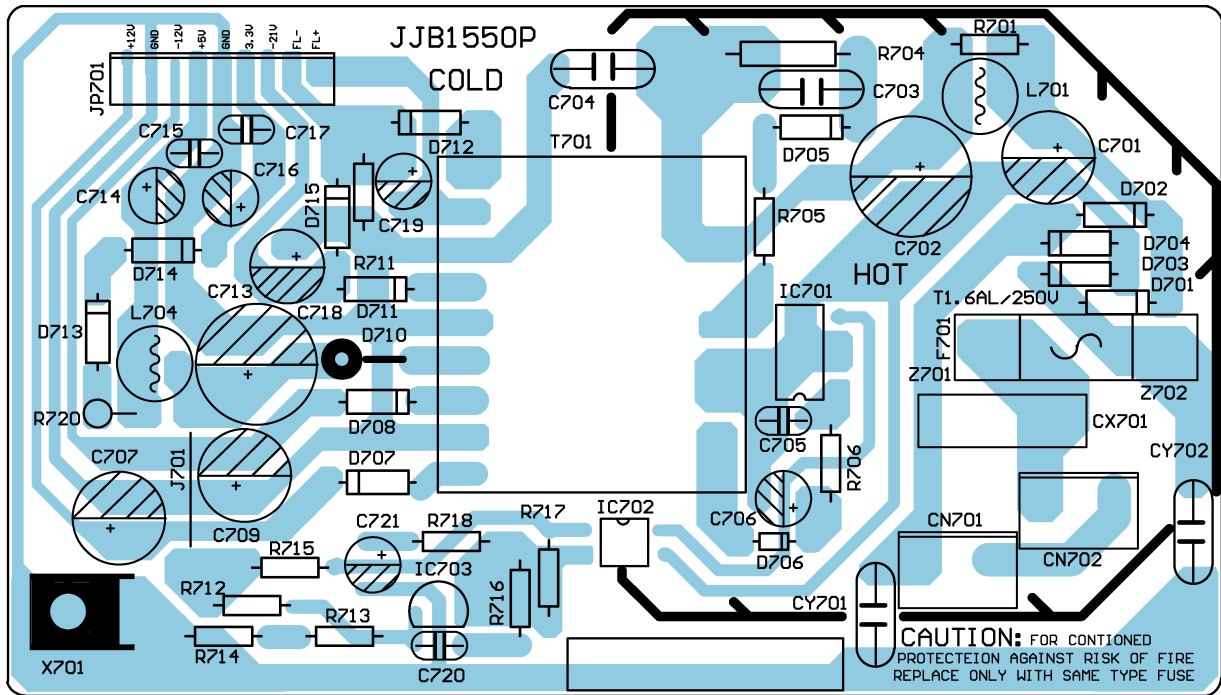 +12V
GND
-12V
+5V
GND
3.3V
-21V
FL-
FL+
JJB1550P
COLD
JP701
R701
R704
C704
C703
L701
C715
C717
D712
T701
D705
C701
C714
C716
D715
C719
R705
D702
C702
D714
R711
HOT
D704
D703
D701
C713
D711
IC701
T1.6AL/250V
L704
C718
D713
D710
F701
Z701
Z702
R720
D708
C705
CX701
C707
J701
D707
R706
CY702
C709
C721
R718
R717
IC702
C706
CN701
R715
IC703
D706
CN702
R712
R713
R716
CY701
R714
X701
C720
CAUTION: FOR CONTIONED
PROTECTEION AGAINST RISK OF FIRE
REPLACE ONLY WITH SAME TYPE FUSE